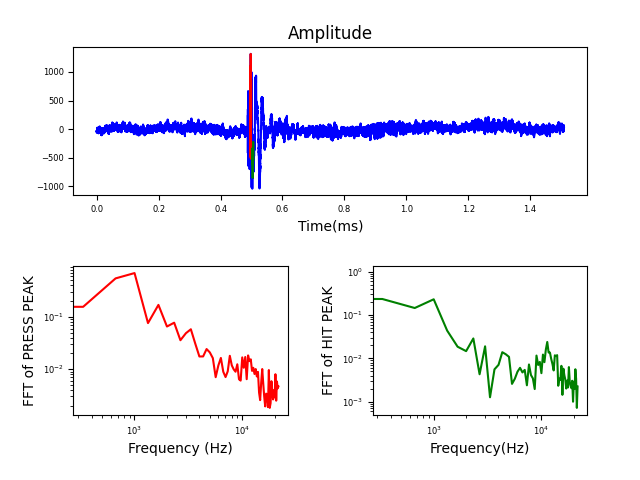 Amplitude
1000
500
0
−500
−1000
0.0 0.2 0.4 0.6 0.8 1.0 1.2 1.4
Time(ms)
FFT of PRESS PEAK
10⁻¹
10⁻²
10³ 10⁴
Frequency (Hz)
FFT of HIT PEAK
10⁰
10⁻¹
10⁻²
10⁻³
10³ 10⁴
Frequency(Hz)